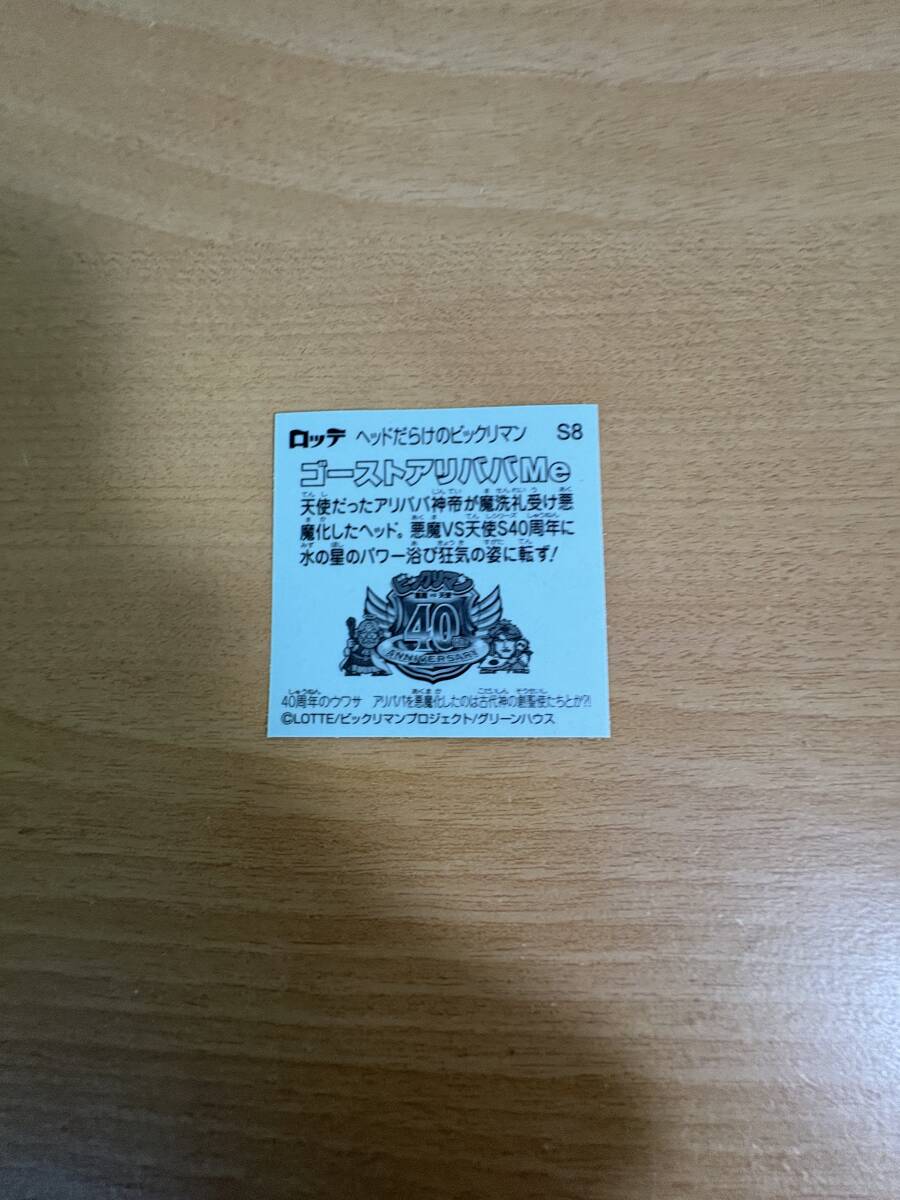 ロッテ ヘッドだらけのビックリマン S8
ゴーストアリババMe
天使だったアリババ神帝が魔洗礼受け悪
魔化したヘッド。悪魔VS天使S40周年に
水の星のパワー浴び狂気の姿に転ず!
ビックリマン
悪魔 VS 天使
40th
ANNIVERSARY
40周年のウワサ アリババを悪魔化したのは古代神の創聖使たちとか?!
©LOTTE/ビックリマンプロジェクト/グリーンハウス